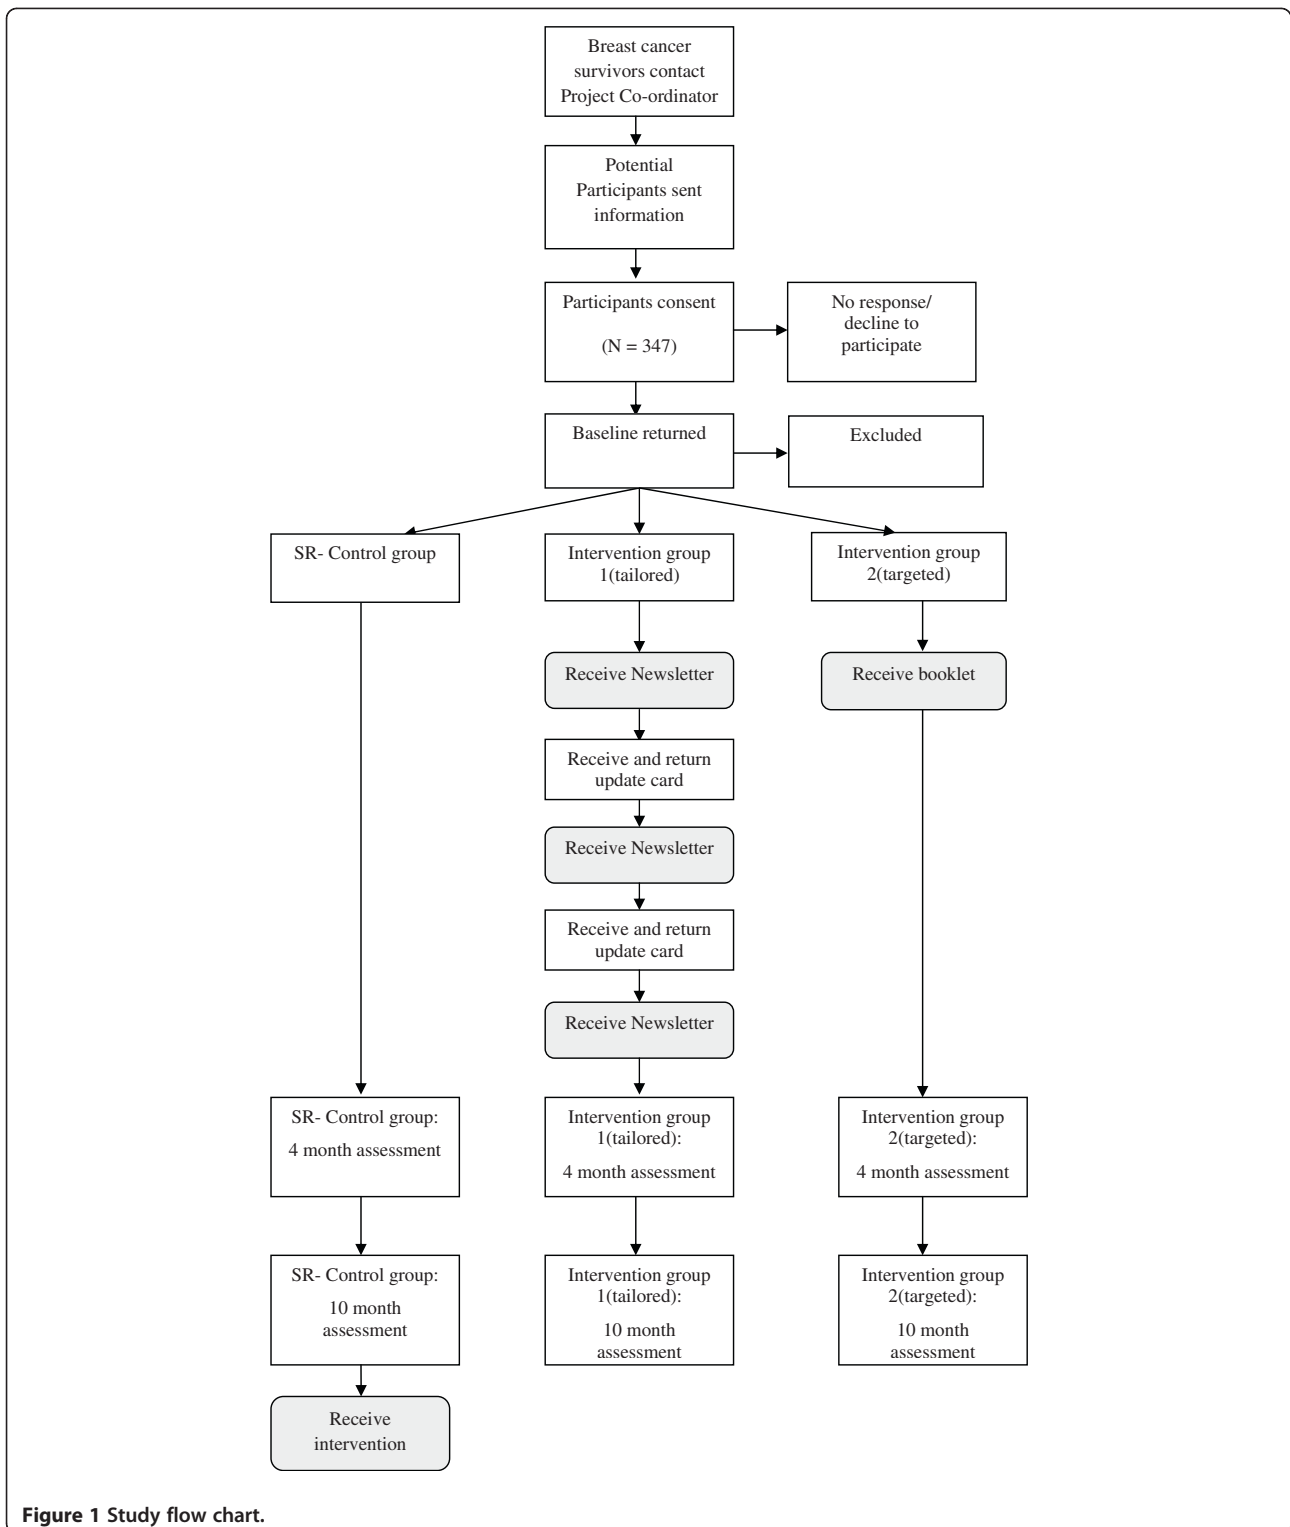 Breast cancer
survivors contact
Project Co-ordinator
Potential
Participants sent
information
Participants consent
(N = 347)
No response/
decline to
participate
Baseline returned
Excluded
SR- Control group
Intervention group
1(tailored)
Intervention group
2(targeted)
Receive Newsletter
Receive booklet
Receive and return
update card
Receive Newsletter
Receive and return
update card
Receive Newsletter
SR- Control group:
4 month assessment
Intervention group
1(tailored):
4 month assessment
Intervention group
2(targeted):
4 month assessment
SR- Control group:
10 month
assessment
Intervention group
1(tailored):
10 month
assessment
Intervention group
2(targeted):
10 month
assessment
Receive
intervention
Figure 1 Study flow chart.